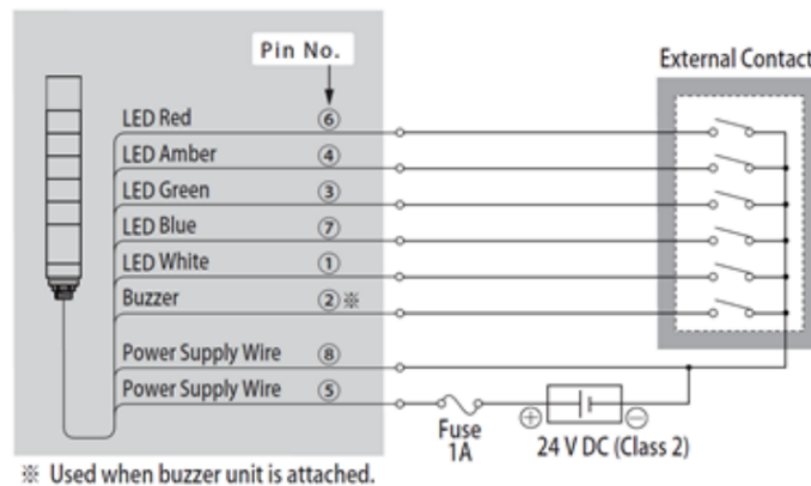 Pin No.
External Contact
LED Red ⑥
LED Amber ④
LED Green ③
LED Blue ⑦
LED White ①
Buzzer ②※
Power Supply Wire ⑧
Power Supply Wire ⑤
⊕ ⊖
Fuse
1A
24 V DC (Class 2)
※ Used when buzzer unit is attached.